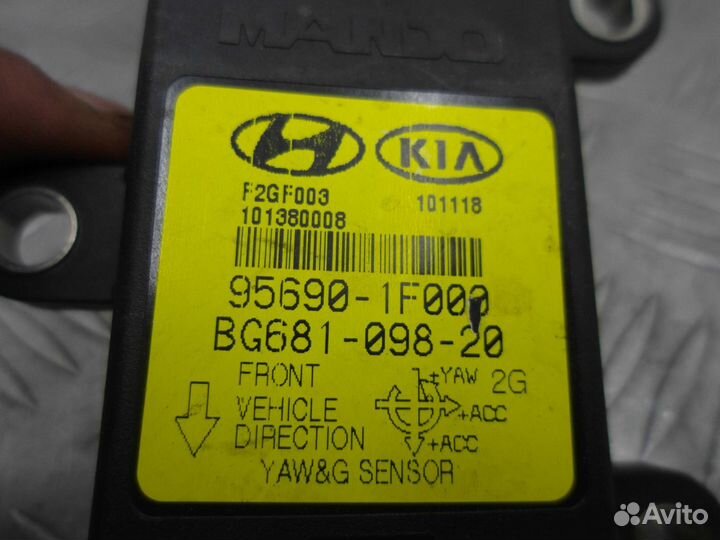 MANDO
KIA
F2GF003 101118
101380008
95690-1F000
BG681-098-20
FRONT
VEHICLE
DIRECTION
±YAW 2G
+ACC
+ACC
YAW&G SENSOR
Avito